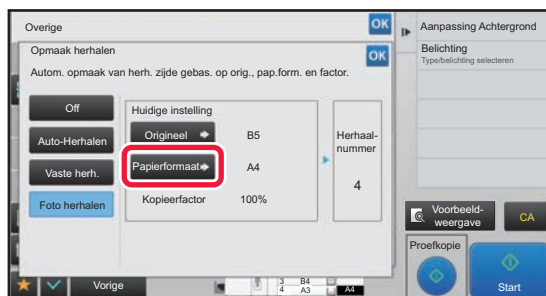 Overige
OK
Opmaak herhalen
OK
Autom. opmaak van herh. zijde gebas. op orig., pap.form. en factor.
Off
Auto-Herhalen
Vaste herh.
Foto herhalen
Huidige instelling
Origineel
B5
Papierformaat
A4
Kopieerfactor
100%
Herhaal-
nummer
4
Vorige
3 B4
4 A3
A4
Aanpassing Achtergrond
Belichting
Type/belichting selecteren
Voorbeeld-
weergave
CA
Proefkopie
Start